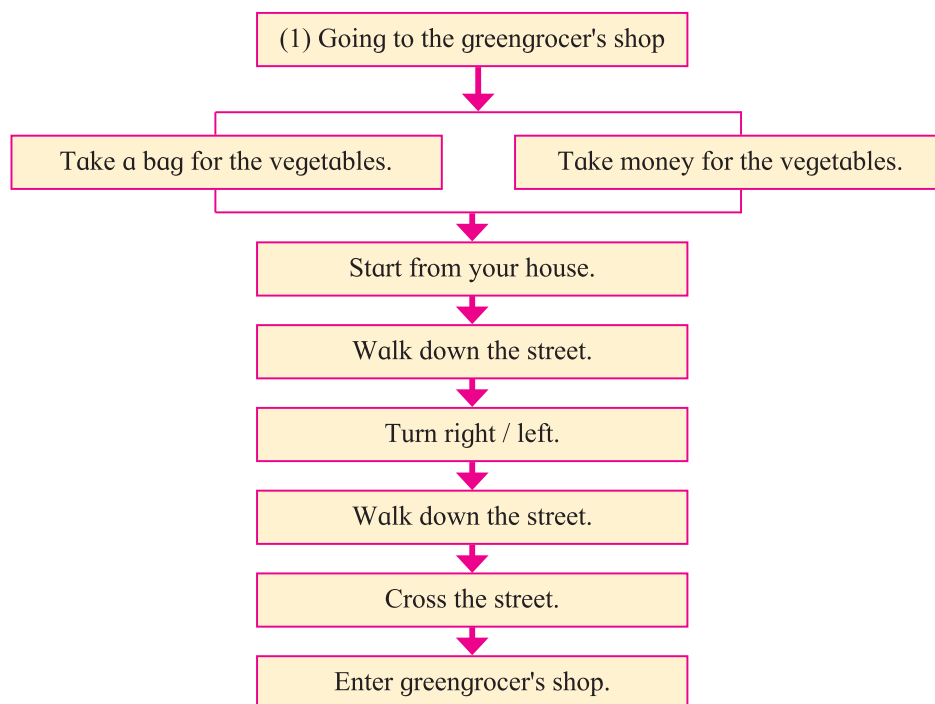 (1) Going to the greengrocer's shop
Take a bag for the vegetables.
Take money for the vegetables.
Start from your house.
Walk down the street.
Turn right / left.
Walk down the street.
Cross the street.
Enter greengrocer's shop.